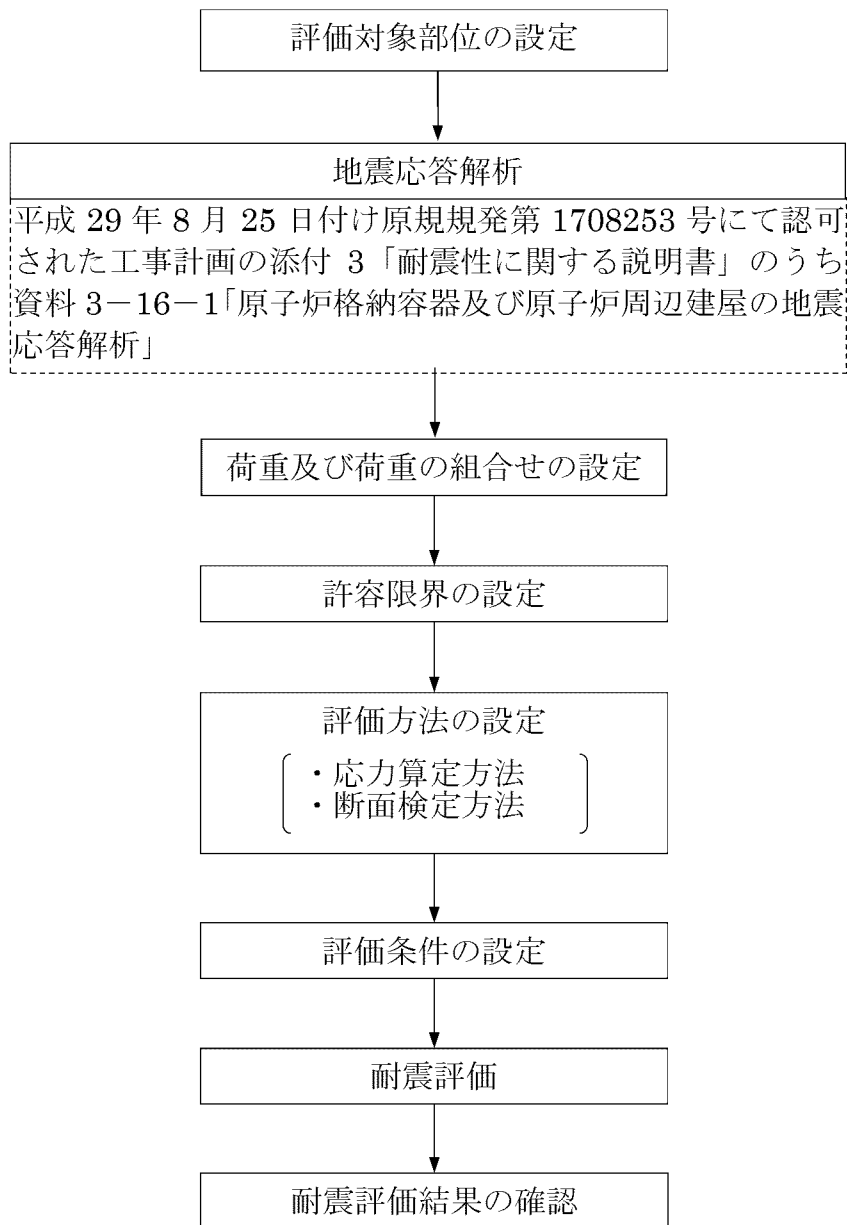 評価対象部位の設定
地震応答解析
平成 29 年 8 月 25 日付け原規規発第 1708253 号にて認可
された工事計画の添付 3「耐震性に関する説明書」のうち
資料 3－16－1「原子炉格納容器及び原子炉周辺建屋の地震
応答解析」
荷重及び荷重の組合せの設定
許容限界の設定
評価方法の設定
・応力算定方法
・断面検定方法
評価条件の設定
耐震評価
耐震評価結果の確認